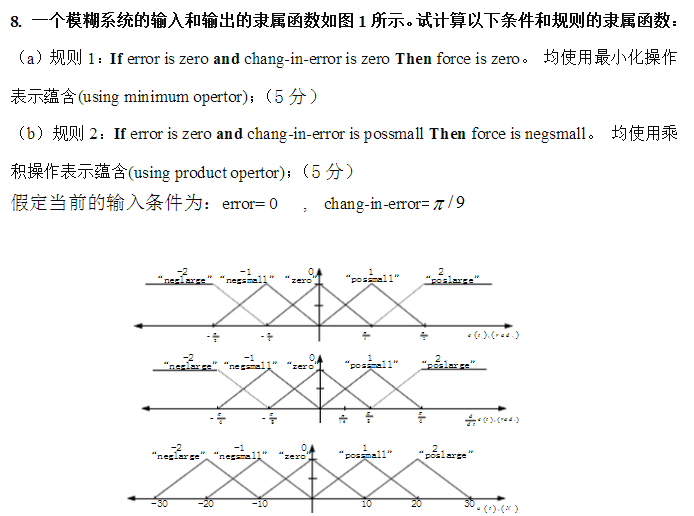 8. 一个模糊系统的输入和输出的隶属函数如图1所示。试计算以下条件和规则的隶属函数：
（a）规则1：If error is zero and chang-in-error is zero Then force is zero。 均使用最小化操作
表示蕴含(using minimum opertor)；（5分）
（b）规则2：If error is zero and chang-in-error is possmall Then force is negsmall。 均使用乘
积操作表示蕴含(using product opertor)；（5分）
假定当前的输入条件为：error= 0 ， chang-in-error= π/9
-2 -1 0 1 2
“neglarge” “negsmall” “zero” “possmall” “poslarge”
e(t),(rad.)
-2 -1 0 1 2
“neglarge” “negsmall” “zero” “possmall” “poslarge”
e(t),(rad.)
-2 -1 0 1 2
“neglarge” “negsmall” “zero” “possmall” “poslarge”
-30 -20 -10 10 20 30